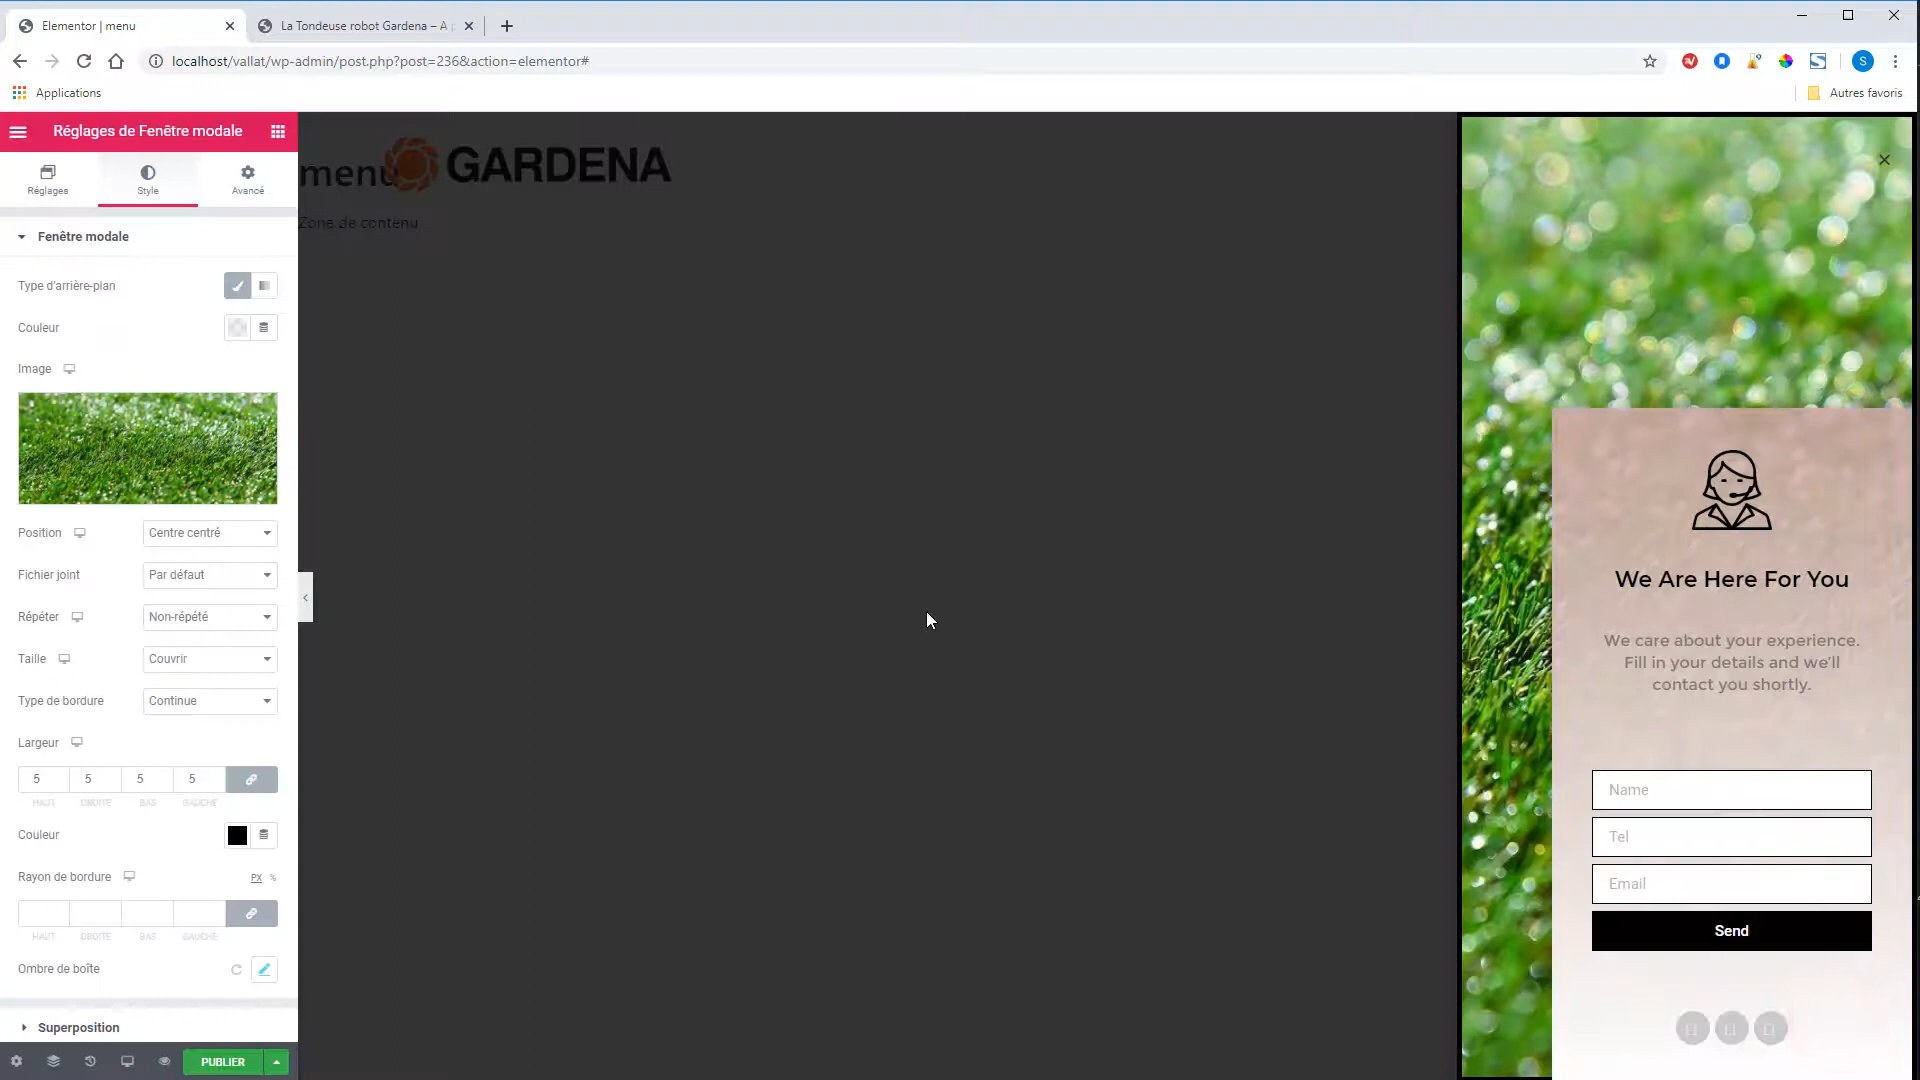 Elementor | menu
La Tondeuse robot Gardena – A
localhost/vallat/wp-admin/post.php?post=236&action=elementor#
S
Applications
Autres favoris
Réglages de Fenêtre modale
Réglages
Style
Avancé
Fenêtre modale
Type d'arrière-plan
Couleur
Image
Position
Centre centré
Fichier joint
Par défaut
Répéter
Non-répété
Taille
Couvrir
Type de bordure
Continue
Largeur
5 5 5 5
HAUT DROITE BAS GAUCHE
Couleur
Rayon de bordure
PX %
HAUT DROITE BAS GAUCHE
Ombre de boîte
Superposition
PUBLIER
menu
GARDENA
Zone de contenu
We Are Here For You
We care about your experience.
Fill in your details and we'll
contact you shortly.
Name
Tel
Email
Send